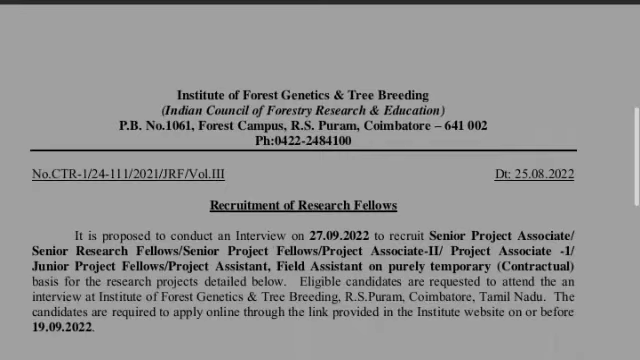 Institute of Forest Genetics & Tree Breeding
(Indian Council of Forestry Research & Education)
P.B. No.1061, Forest Campus, R.S. Puram, Coimbatore – 641 002
Ph:0422-2484100
No.CTR-1/24-111/2021/JRF/Vol.III Dt: 25.08.2022
Recruitment of Research Fellows
It is proposed to conduct an Interview on 27.09.2022 to recruit Senior Project Associate/
Senior Research Fellows/Senior Project Fellows/Project Associate-II/ Project Associate -1/
Junior Project Fellows/Project Assistant, Field Assistant on purely temporary (Contractual)
basis for the research projects detailed below. Eligible candidates are requested to attend the an
interview at Institute of Forest Genetics & Tree Breeding, R.S.Puram, Coimbatore, Tamil Nadu. The
candidates are required to apply online through the link provided in the Institute website on or before
19.09.2022.